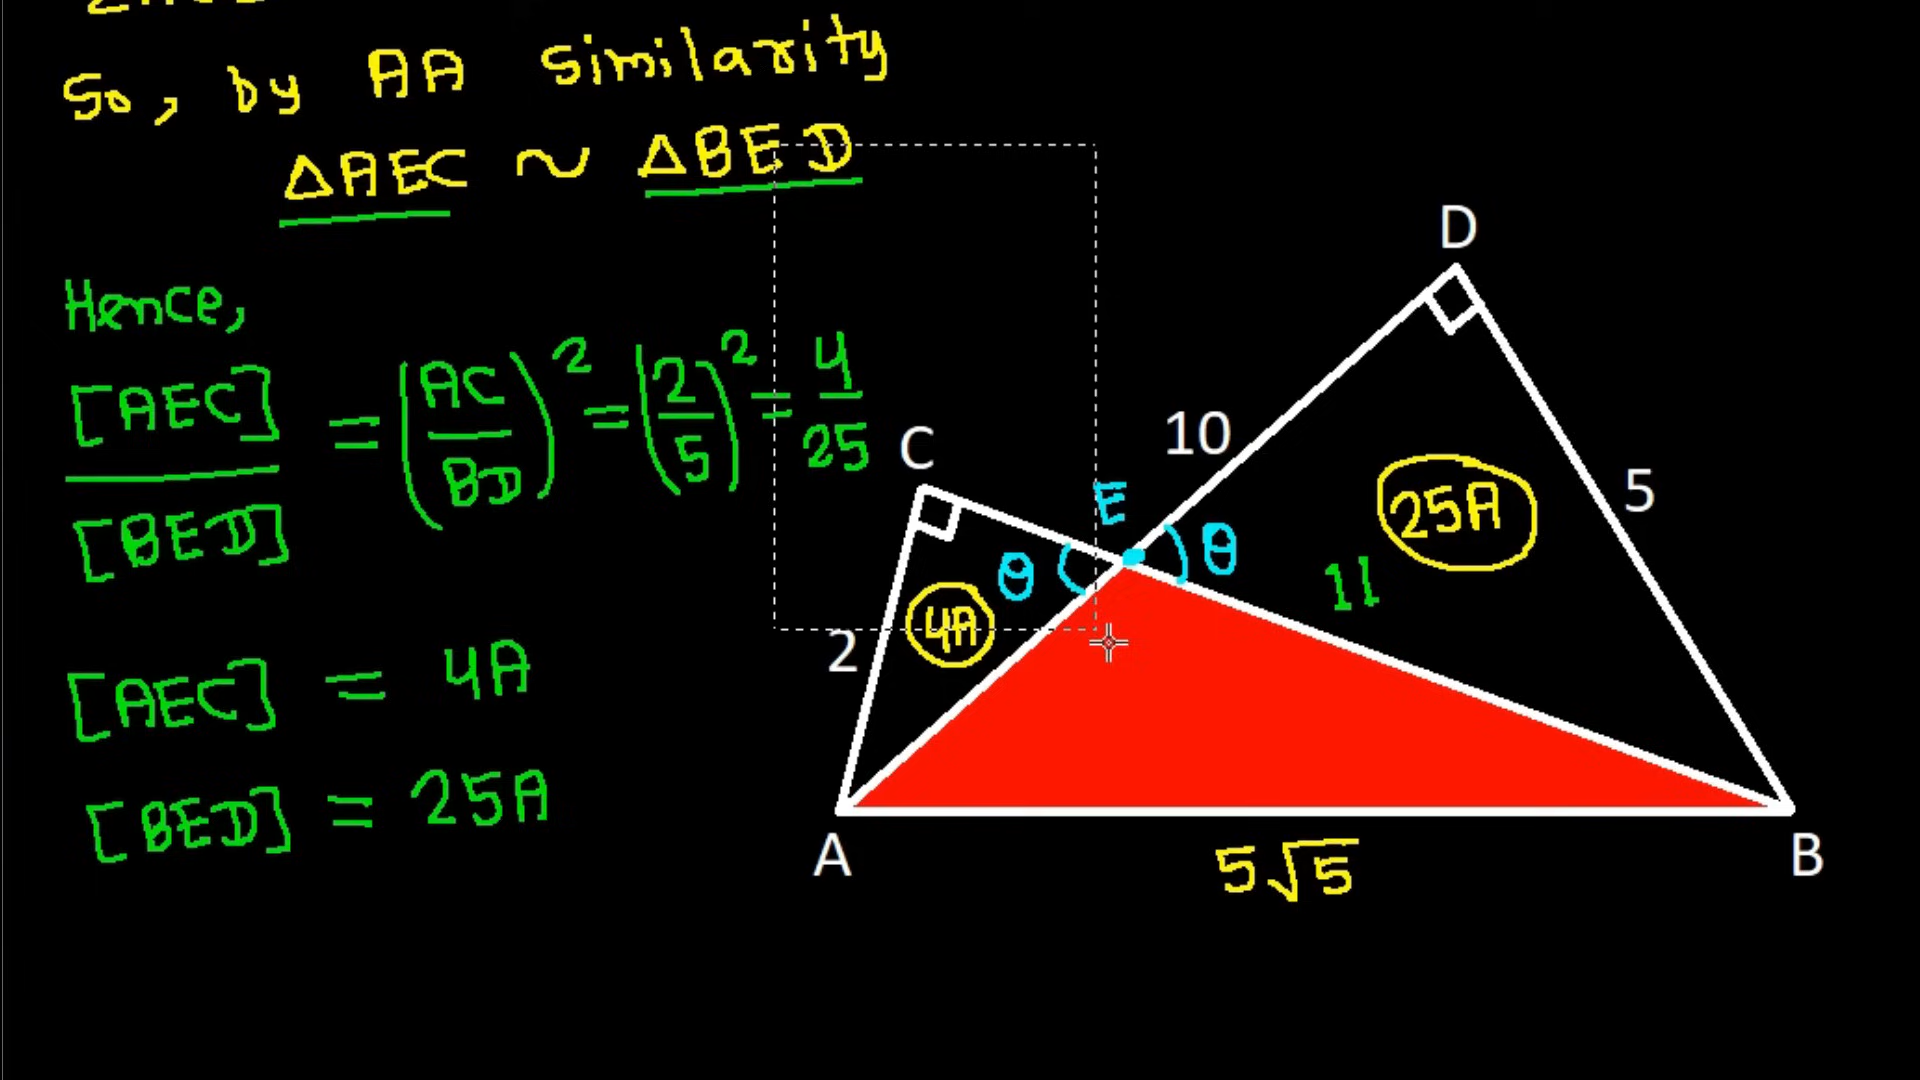 So, by AA similarity
ΔAEC ~ ΔBED
Hence,
[AEC]/[BED] = (AC/BD)² = (2/5)² = 4/25
[AEC] = 4A
[BED] = 25A
D
10
5
C
E
25A
θ
θ
11
4A
2
A
B
5√5